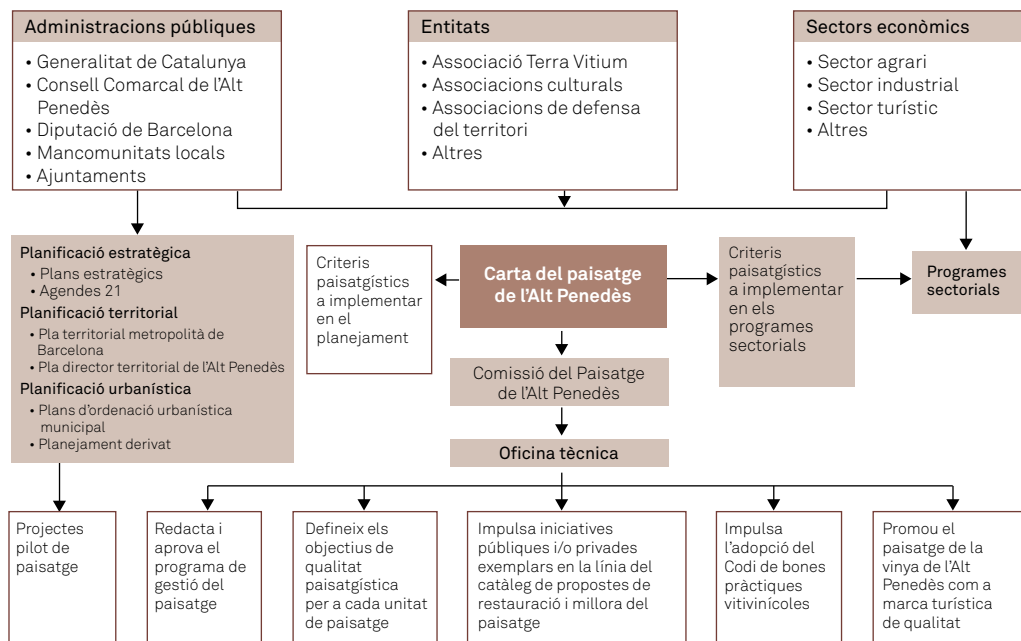 Administracions públiques
• Generalitat de Catalunya
• Consell Comarcal de l'Alt
Penedès
• Diputació de Barcelona
• Mancomunitats locals
• Ajuntaments
Entitats
• Associació Terra Vitium
• Associacions culturals
• Associacions de defensa
del territori
• Altres
Sectors econòmics
• Sector agrari
• Sector industrial
• Sector turístic
• Altres
Planificació estratègica
• Plans estratègics
• Agendes 21
Planificació territorial
• Pla territorial metropolità de
Barcelona
• Pla director territorial de l'Alt Penedès
Planificació urbanística
• Plans d'ordenació urbanística
municipal
• Planejament derivat
Criteris
paisatgístics
a implementar
en el
planejament
Carta del paisatge
de l'Alt Penedès
Criteris
paisatgístics
a implementar
en els
programes
sectorials
Programes
sectorials
Comissió del Paisatge
de l'Alt Penedès
Oficina tècnica
Projectes
pilot de
paisatge
Redacta i
aprova el
programa de
gestió del
paisatge
Defineix els
objectius de
qualitat
paisatgística
per a cada unitat
de paisatge
Impulsa iniciatives
públiques i/o privades
exemplars en la línia del
catàleg de propostes de
restauració i millora del
paisatge
Impulsa
l'adopció del
Codi de bones
pràctiques
vitivinícoles
Promou el
paisatge de la
vinya de l'Alt
Penedès com a
marca turística
de qualitat